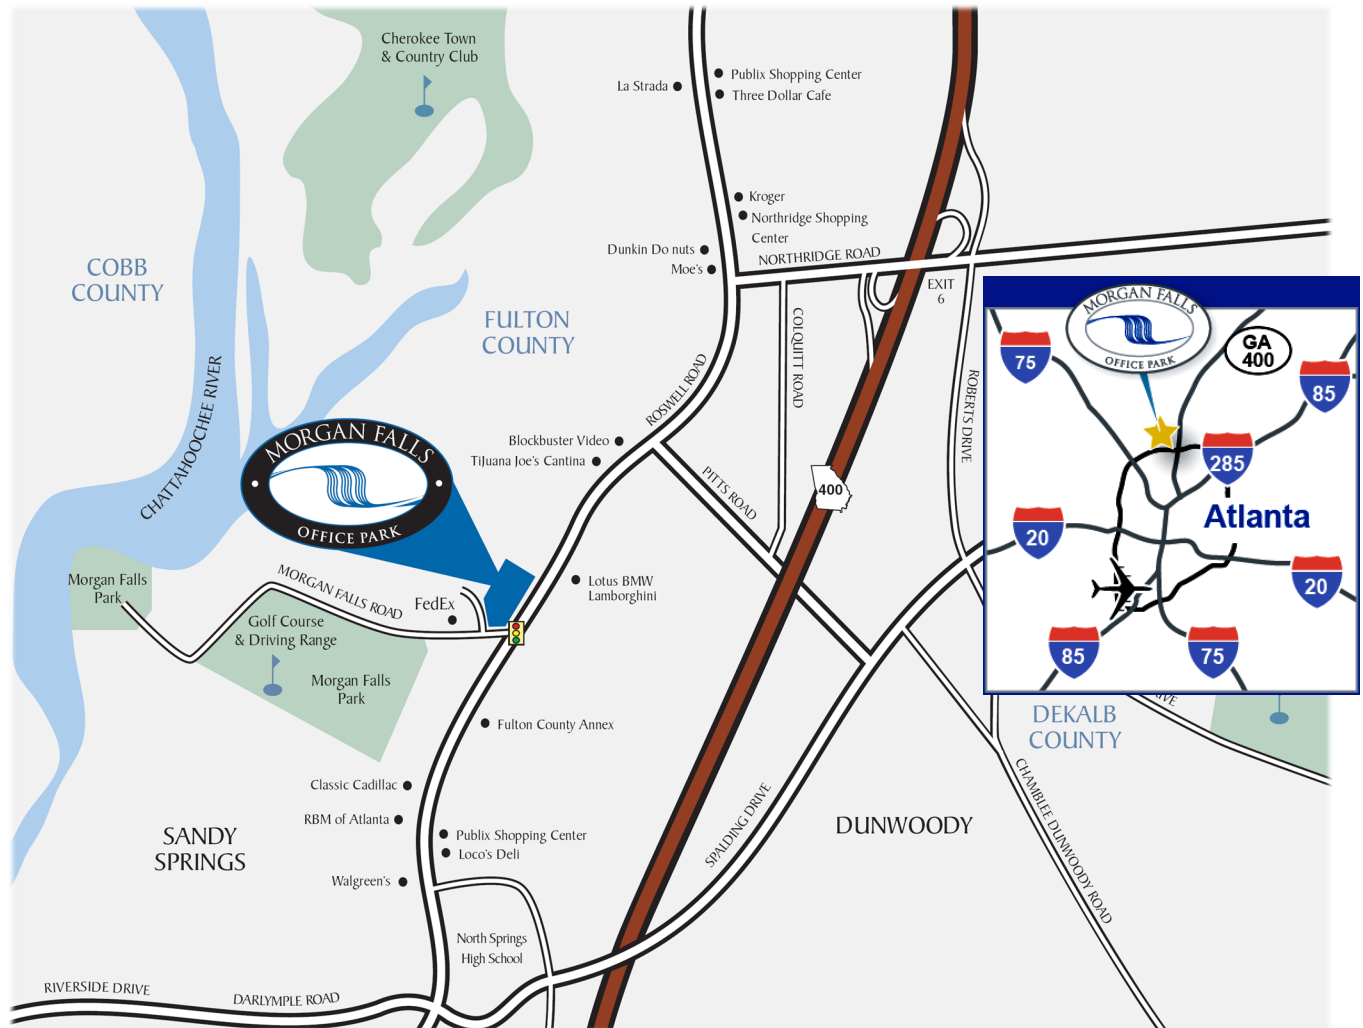 Cherokee Town
& Country Club
La Strada
Publix Shopping Center
Three Dollar Cafe
Kroger
Northridge Shopping
Center
Dunkin Do nuts
Moe's
NORTHRIDGE ROAD
EXIT
6
COBB
COUNTY
FULTON
COUNTY
CHATTAHOOCHEE RIVER
ROSWELL ROAD
COLQUITT ROAD
ROBERTS DRIVE
MORGAN FALLS
OFFICE PARK
GA
400
75
85
285
Atlanta
20
20
85
75
Blockbuster Video
TiJuana Joe's Cantina
PITTS ROAD
400
MORGAN FALLS
OFFICE PARK
Morgan Falls
Park
MORGAN FALLS ROAD
FedEx
Lotus BMW
Lamborghini
Golf Course
& Driving Range
Morgan Falls
Park
Fulton County Annex
DEKALB
COUNTY
Classic Cadillac
RBM of Atlanta
Publix Shopping Center
Loco's Deli
Walgreen's
SANDY
SPRINGS
SPALDING DRIVE
DUNWOODY
CHAMBLEE DUNWOODY ROAD
North Springs
High School
RIVERSIDE DRIVE
DARLYMPLE ROAD